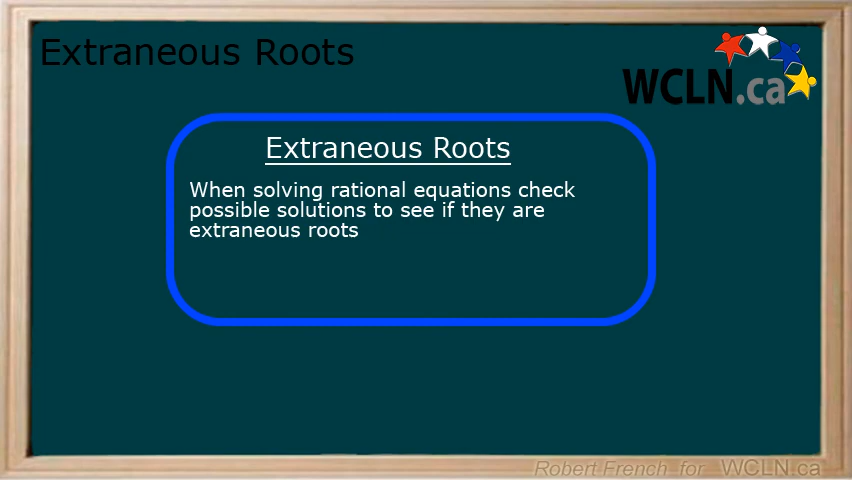 Extraneous Roots
WCLN.ca
Extraneous Roots
When solving rational equations check
possible solutions to see if they are
extraneous roots
Robert French for WCLN.ca